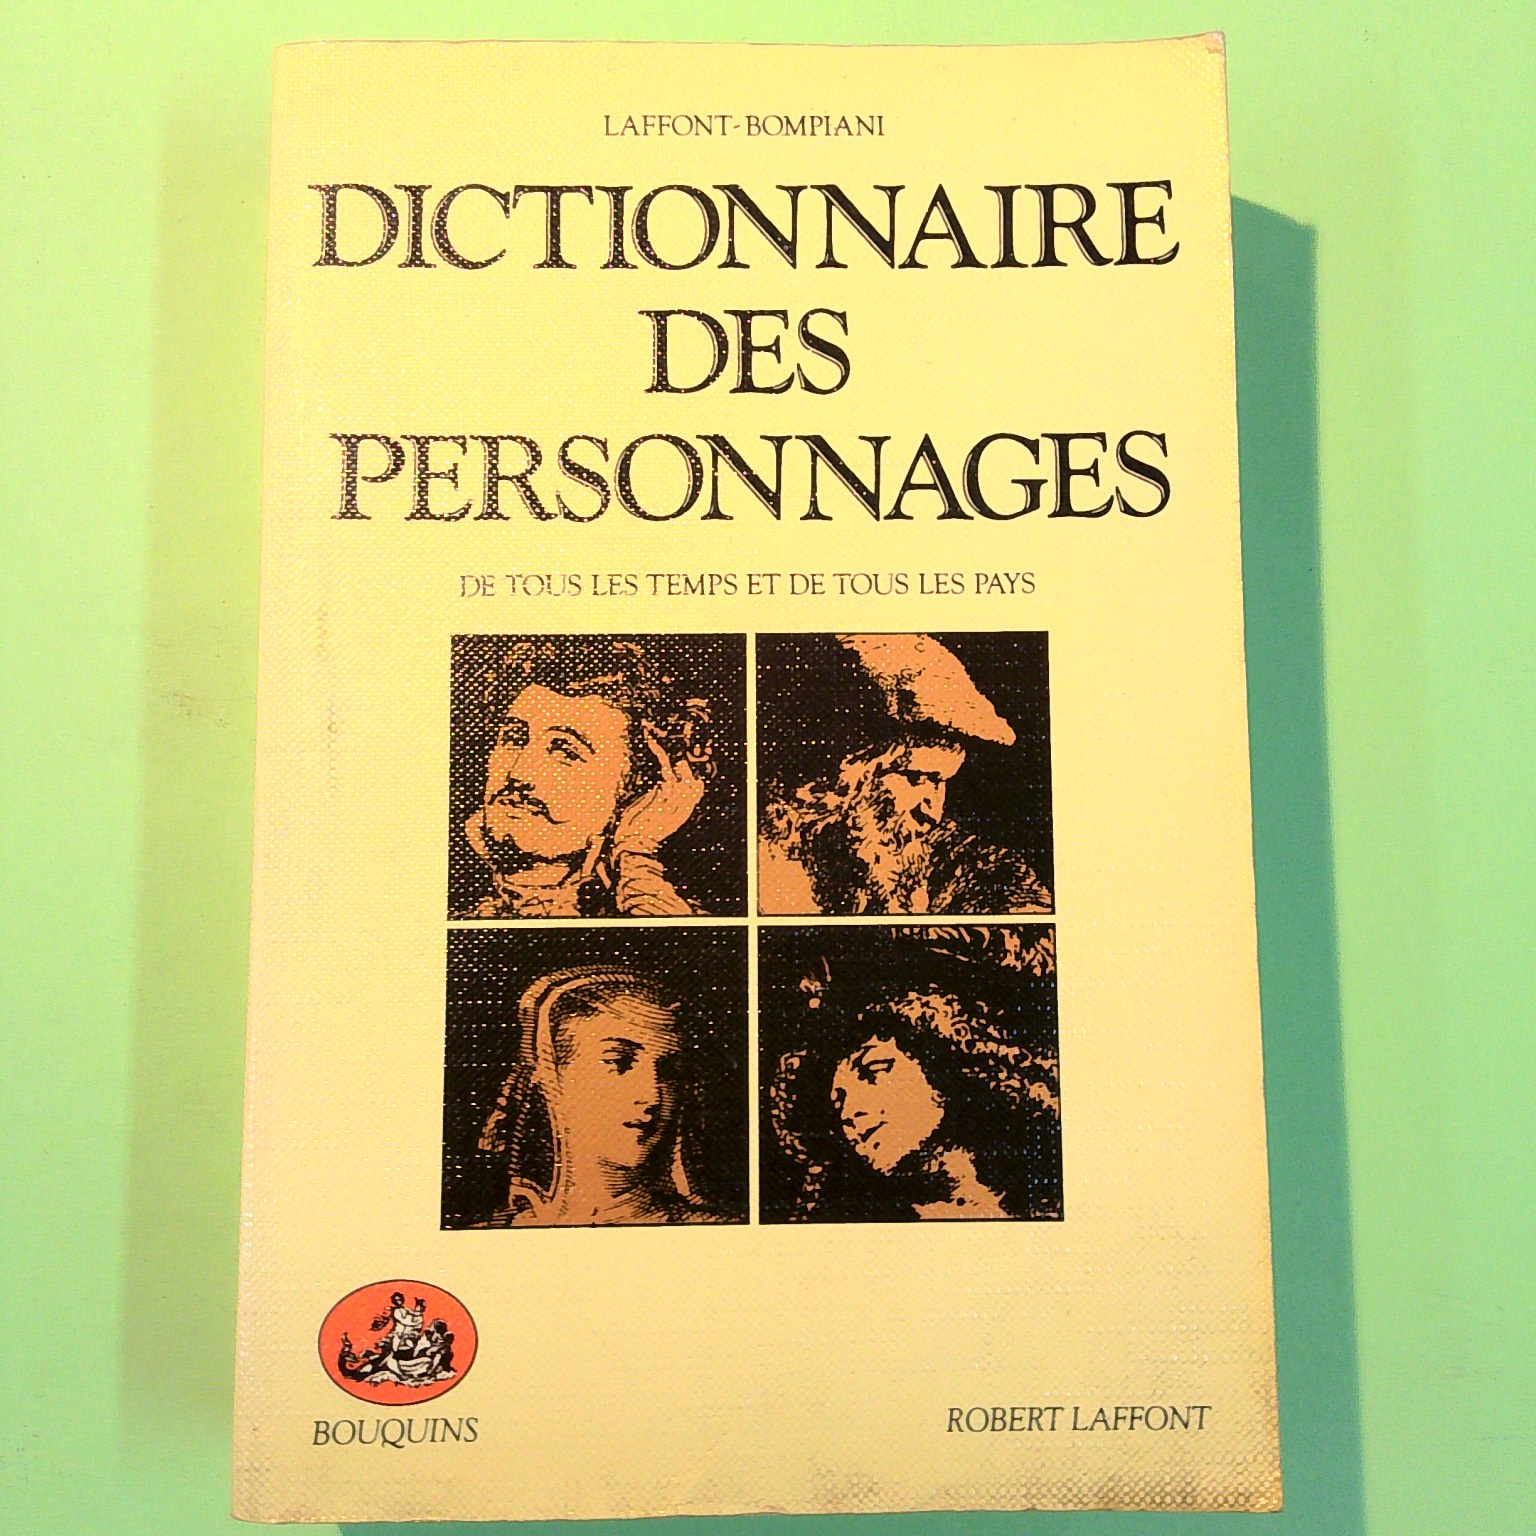 LAFFONT-BOMPIANI
DICTIONNAIRE
DES
PERSONNAGES
DE TOUS LES TEMPS ET DE TOUS LES PAYS
BOUQUINS
ROBERT LAFFONT